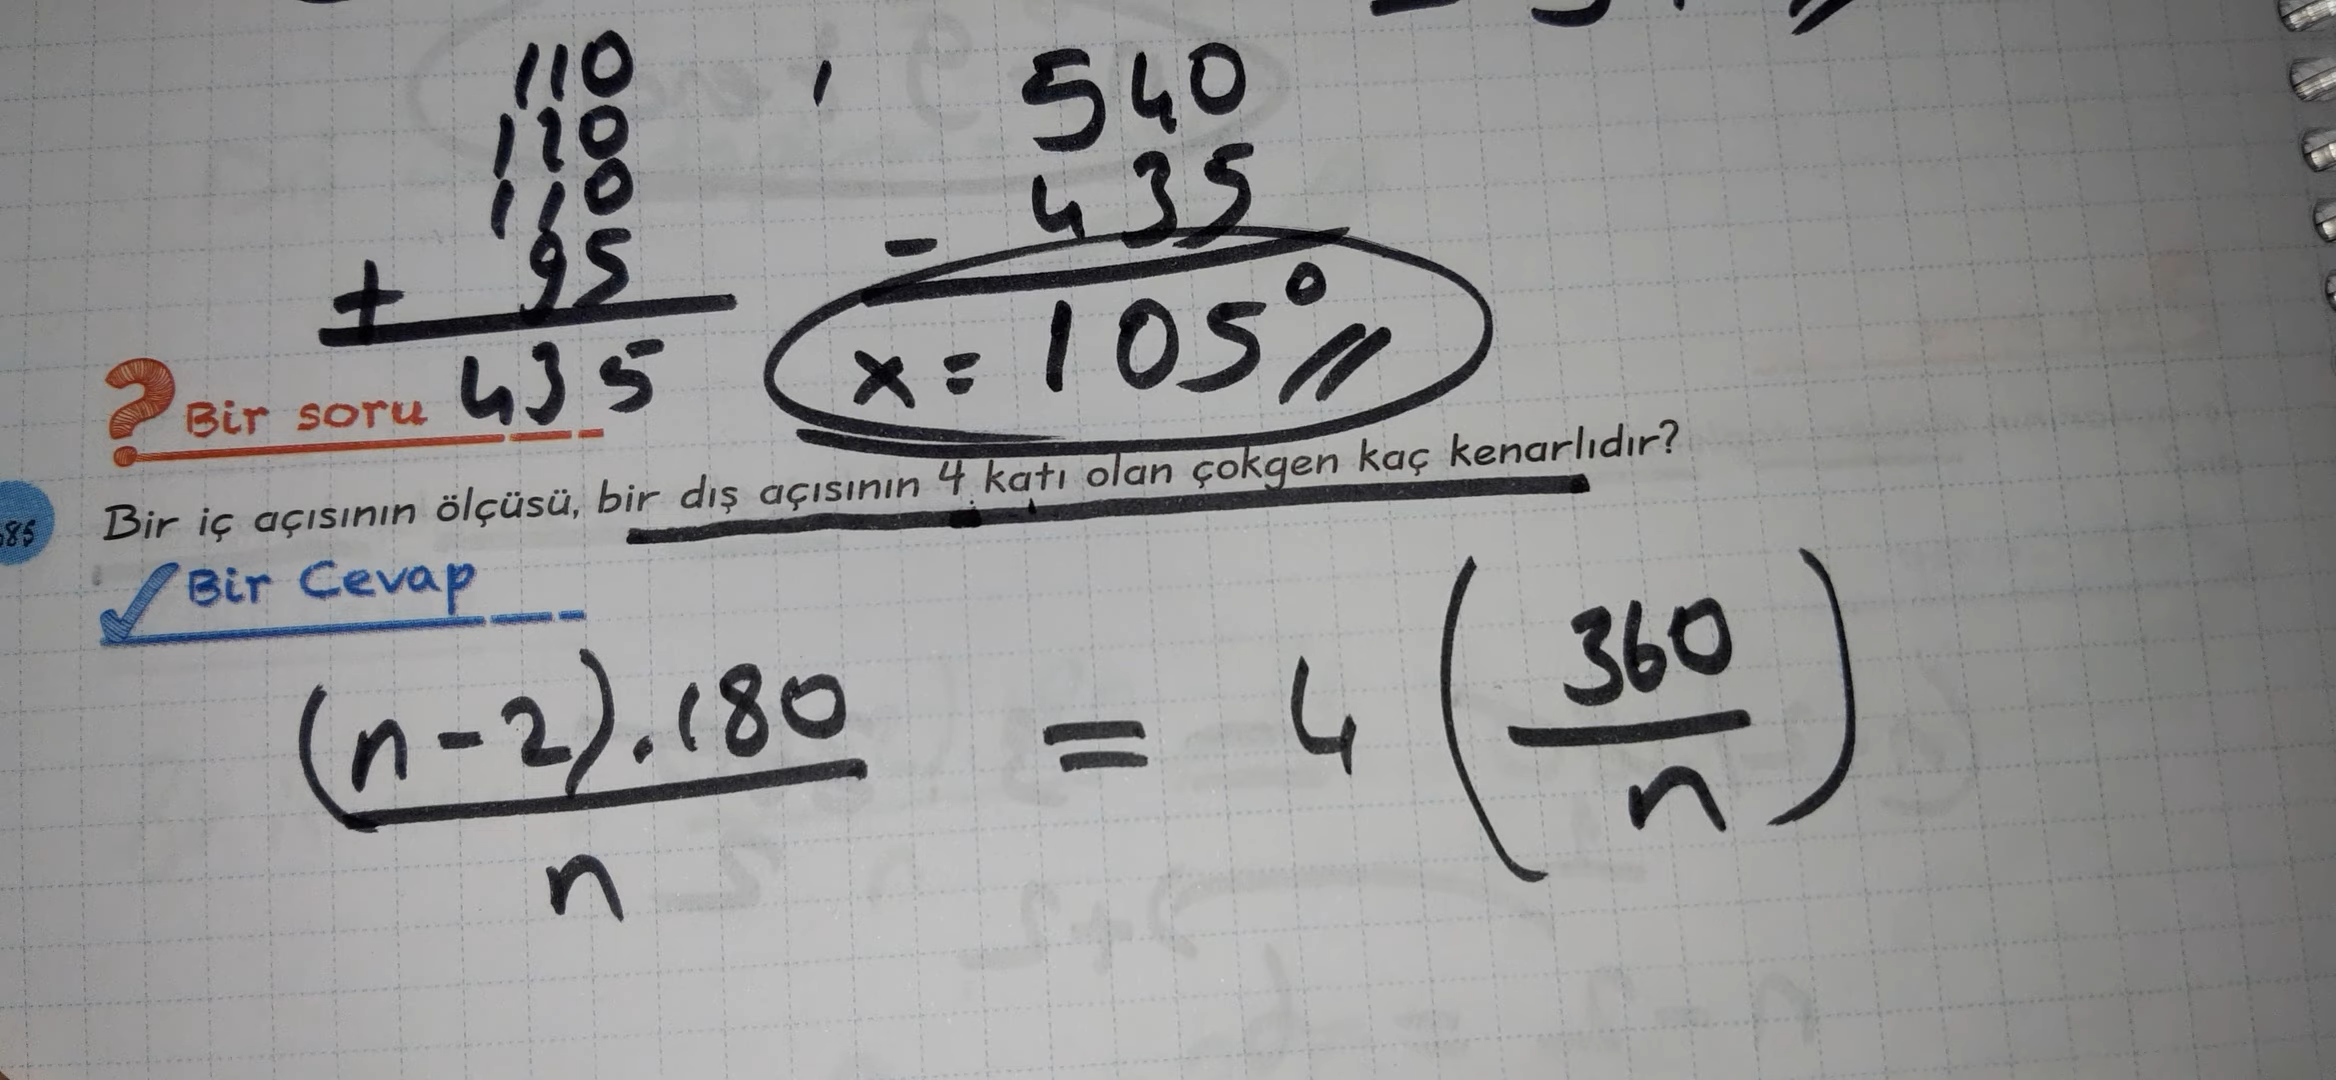 110
110
110
+ 95
435
540
- 435
x = 105°
Bir soru
Bir iç açısının ölçüsü, bir dış açısının 4 katı olan çokgen kaç kenarlıdır?
Bir Cevap
(n-2).180 / n = 4 (360 / n)